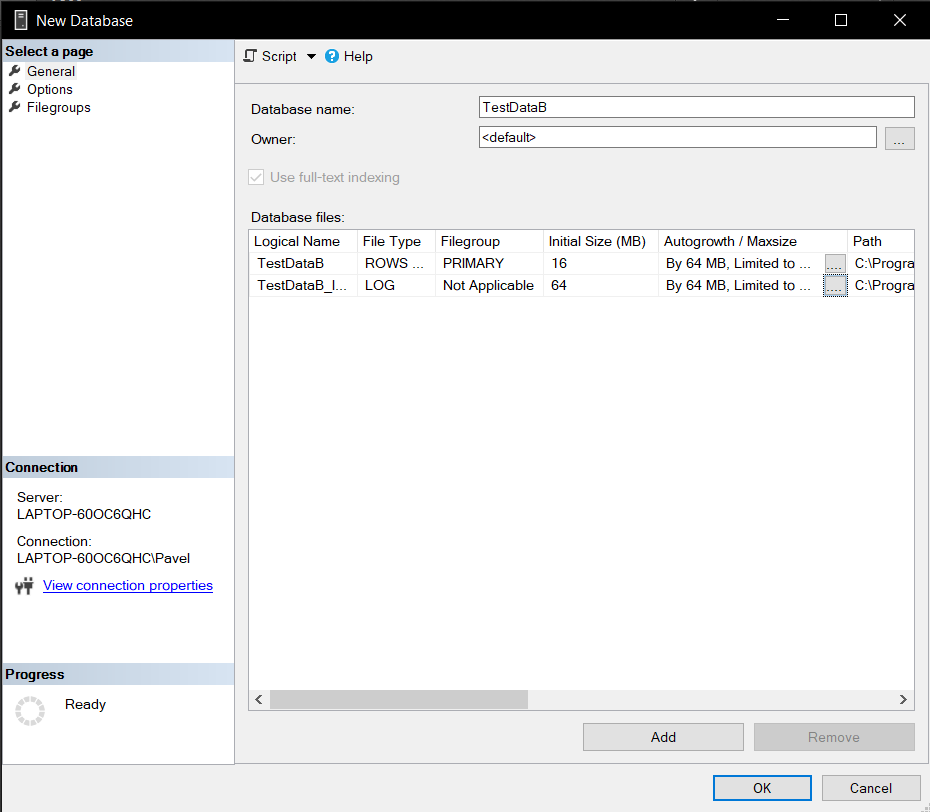 New Database
Select a page
General
Options
Filegroups
Script
Help
Database name:
TestDataB
Owner:
<default>
...
Use full-text indexing
Database files:
Logical Name File Type Filegroup Initial Size (MB) Autogrowth / Maxsize Path
TestDataB ROWS ... PRIMARY 16 By 64 MB, Limited to ... .... C:\Progra
TestDataB_l... LOG Not Applicable 64 By 64 MB, Limited to ... .... C:\Progra
Connection
Server:
LAPTOP-60OC6QHC
Connection:
LAPTOP-60OC6QHC\Pavel
View connection properties
Progress
Ready
Add Remove
OK Cancel